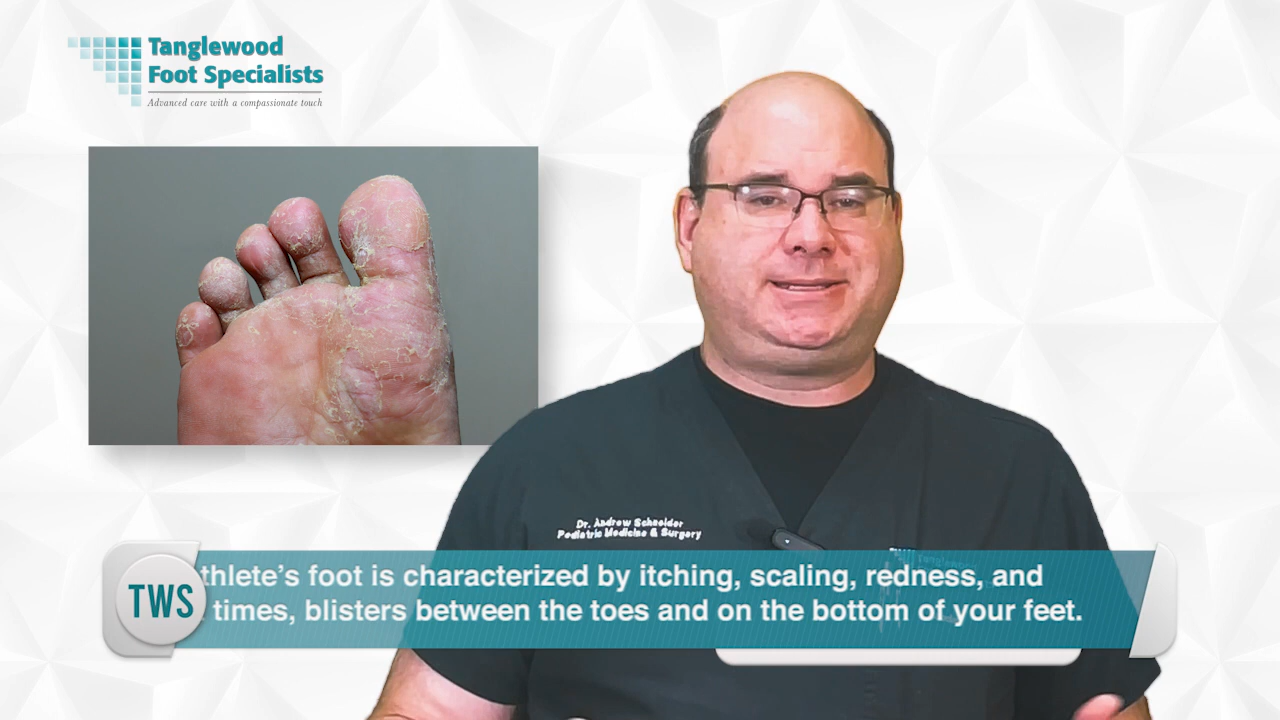 Tanglewood
Foot Specialists
Advanced care with a compassionate touch
Dr. Andrew Schneider
Podiatric Medicine & Surgery
Tanglewood
TWS
thlete's foot is characterized by itching, scaling, redness, and
times, blisters between the toes and on the bottom of your feet.